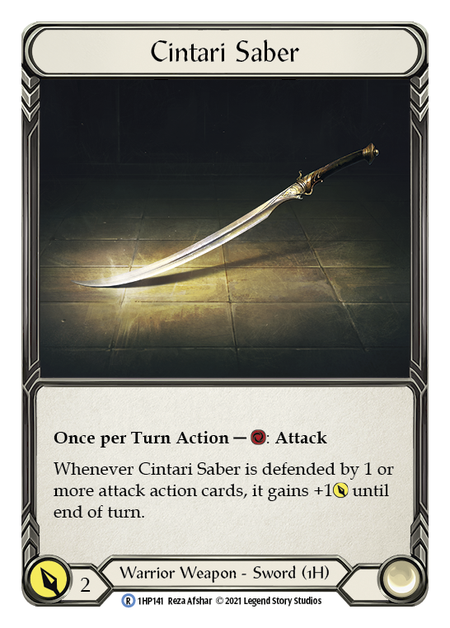 Cintari Saber
Once per Turn Action — : Attack
Whenever Cintari Saber is defended by 1 or
more attack action cards, it gains +1 until
end of turn.
2
Warrior Weapon - Sword (1H)
R 1HP141 Reza Afshar © 2021 Legend Story Studios